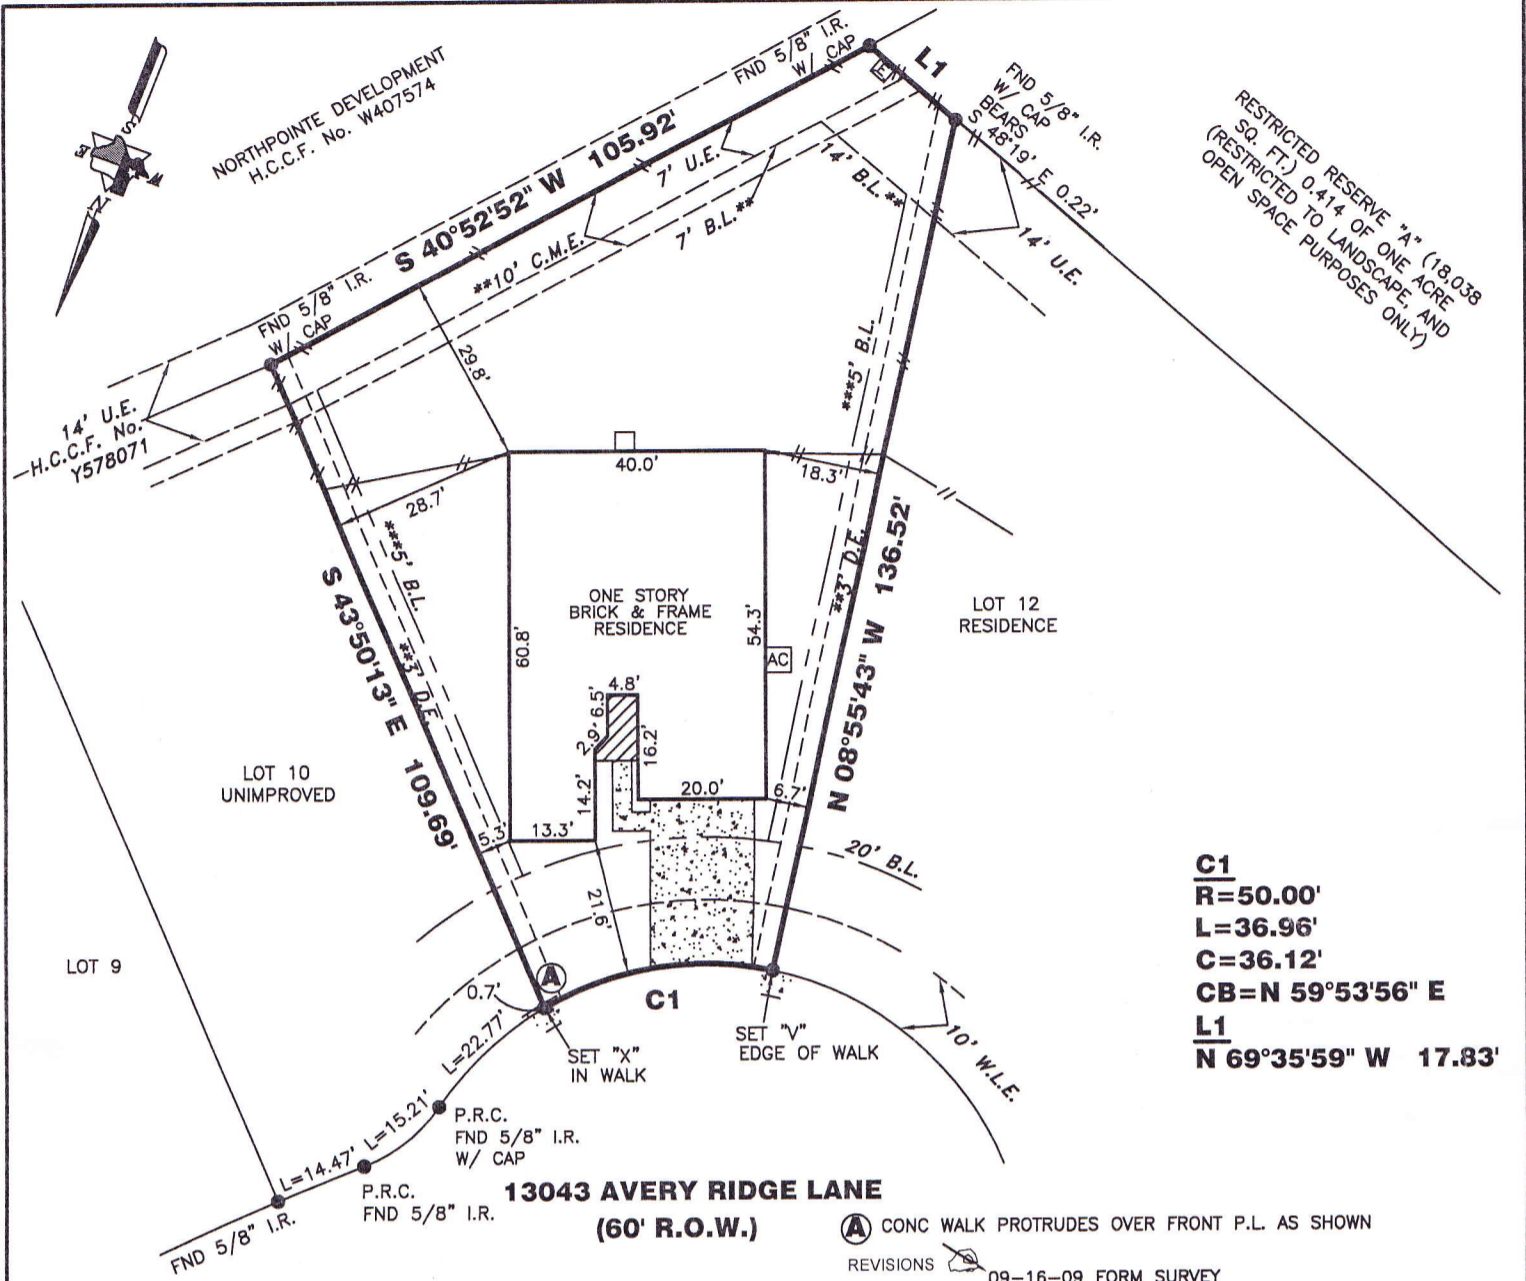 NORTHPOINTE DEVELOPMENT
H.C.C.F. No. W407574
S
E
W
N
FND 5/8" I.R.
W/ CAP
E
L1
FND 5/8" I.R.
W/ CAP
BEARS
S 48°19' E 0.22'
RESTRICTED RESERVE "A" (18,038
SQ. FT.) 0.414 OF ONE ACRE
(RESTRICTED TO LANDSCAPE, AND
OPEN SPACE PURPOSES ONLY)
S 40°52'52" W 105.92'
7' U.E.
7' B.L.**
**10' C.M.E.
14' B.L.**
14' U.E.
FND 5/8" I.R.
W/ CAP
14' U.E.
H.C.C.F. No.
Y578071
29.8'
***5' B.L.
40.0'
18.3'
28.7'
***5' B.L.
**3' D.E.
S 43°50'13" E 109.69'
60.8'
ONE STORY
BRICK & FRAME
RESIDENCE
54.3'
AC
**3' D.E.
N 08°55'43" W 136.52'
LOT 12
RESIDENCE
4.8'
6.5'
2.9'
16.2'
14.2'
20.0'
6.7'
13.3'
5.3'
LOT 10
UNIMPROVED
20' B.L.
21.6'
LOT 9
0.7'
A
C1
SET "X"
IN WALK
SET "V"
EDGE OF WALK
10' W.L.E.
L=22.77'
L=15.21'
L=14.47'
P.R.C.
FND 5/8" I.R.
W/ CAP
P.R.C.
FND 5/8" I.R.
FND 5/8" I.R.
C1
R=50.00'
L=36.96'
C=36.12'
CB=N 59°53'56" E
L1
N 69°35'59" W 17.83'
13043 AVERY RIDGE LANE
(60' R.O.W.)
A CONC WALK PROTRUDES OVER FRONT P.L. AS SHOWN
REVISIONS
09-16-09 FORM SURVEY